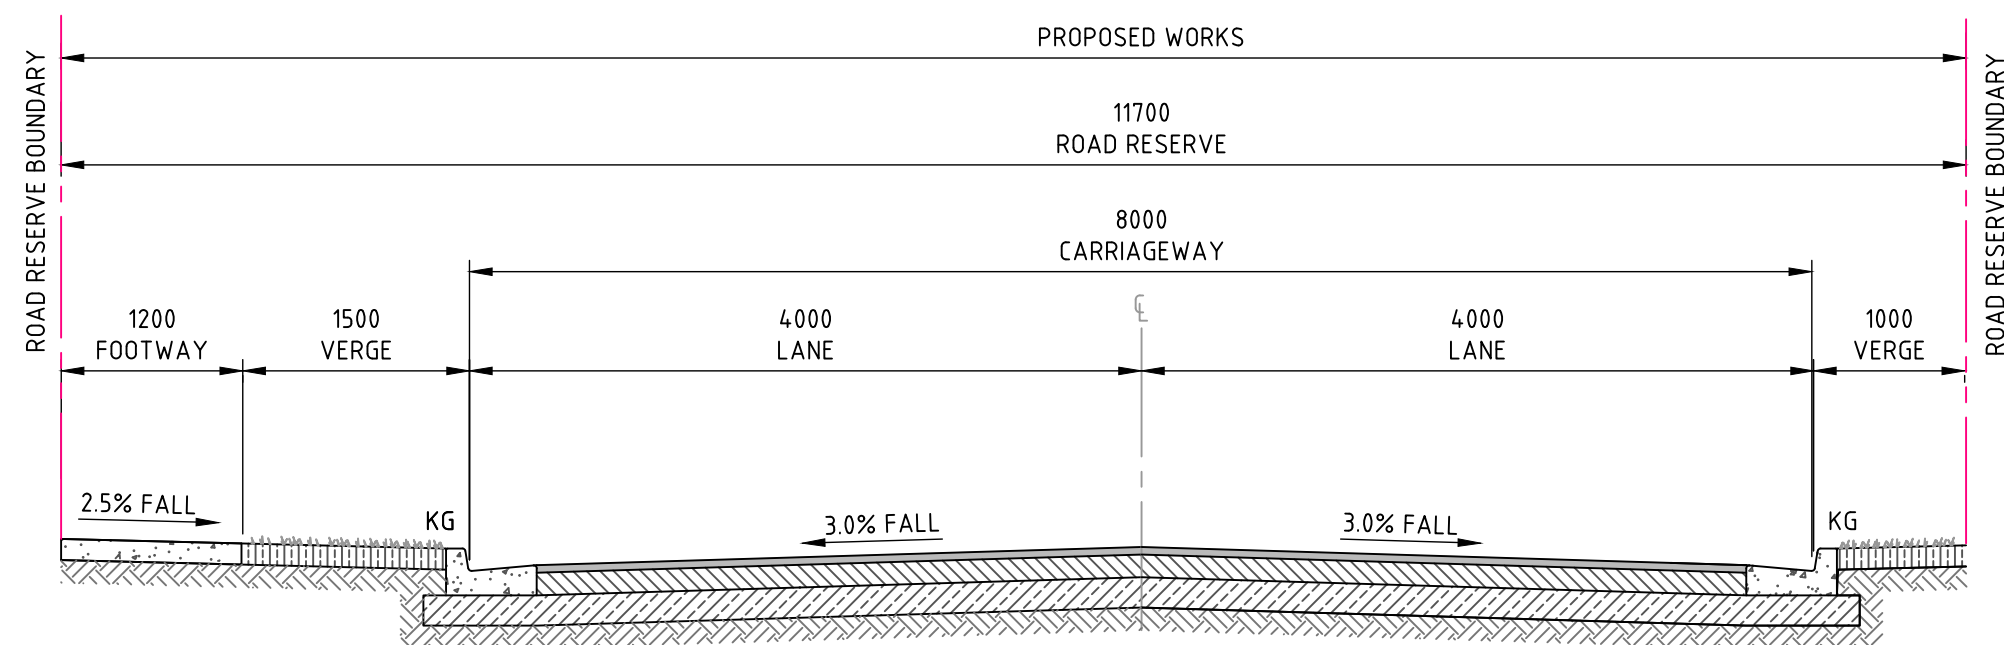 PROPOSED WORKS
11700
ROAD RESERVE
8000
CARRIAGEWAY
ROAD RESERVE BOUNDARY
ROAD RESERVE BOUNDARY
1200
FOOTWAY
1500
VERGE
4000
LANE
℄
4000
LANE
1000
VERGE
2.5% FALL
KG
3.0% FALL
3.0% FALL
KG